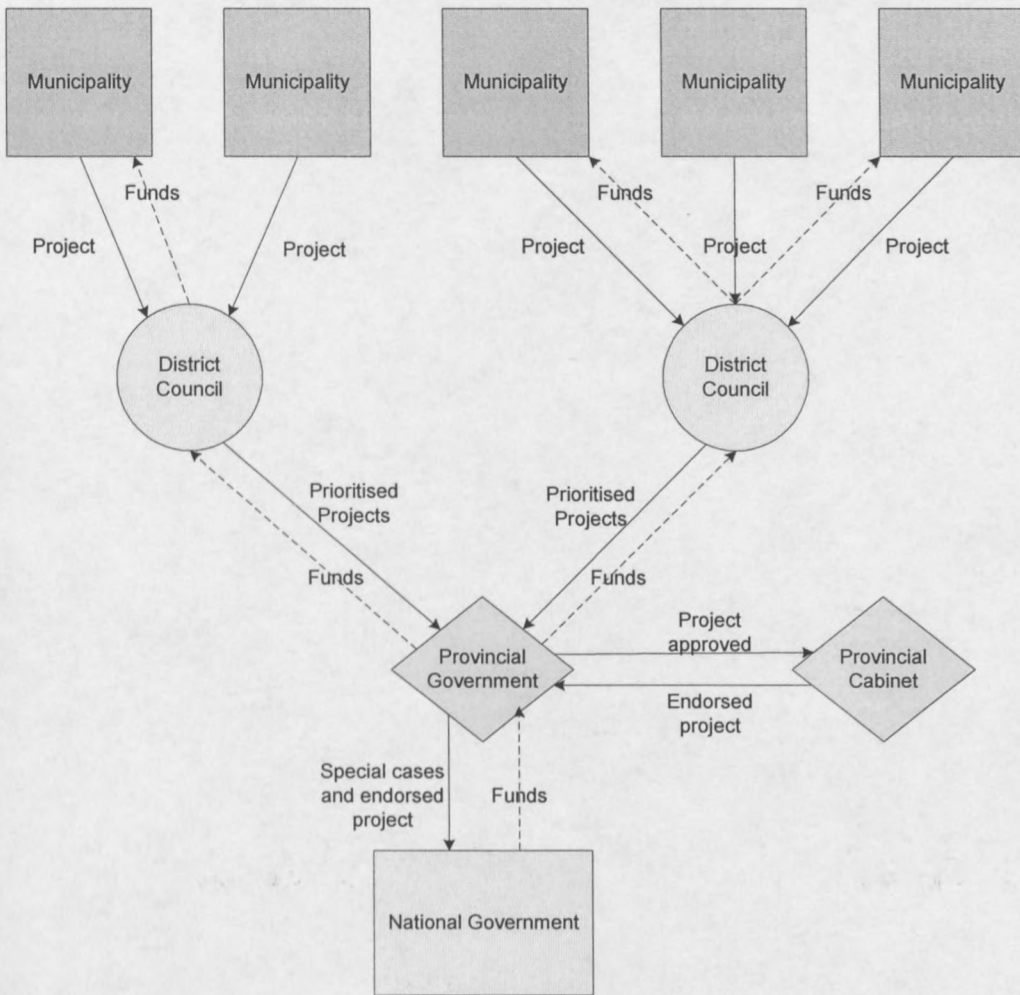 Municipality
Municipality
Municipality
Municipality
Municipality
Funds
Funds
Funds
Project
Project
Project
Project
Project
District
Council
District
Council
Prioritised
Projects
Prioritised
Projects
Funds
Funds
Project
approved
Provincial
Government
Provincial
Cabinet
Endorsed
project
Special cases
and endorsed
project
Funds
National Government